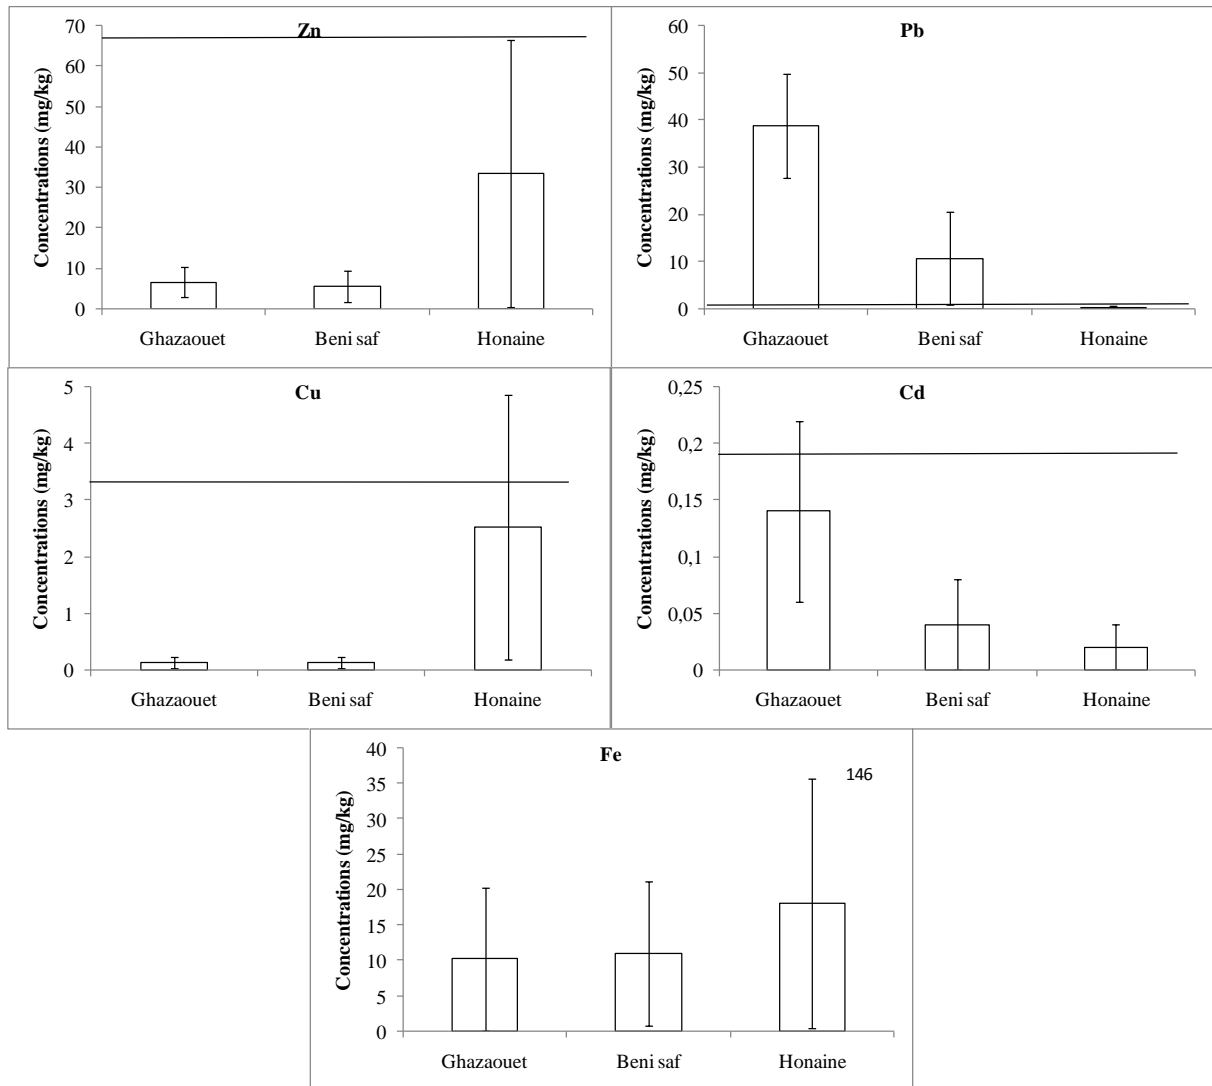 Zn
Concentrations (mg/kg)
70
60
50
40
30
20
10
0
Ghazaouet Beni saf Honaine
Pb
Concentrations (mg/kg)
60
50
40
30
20
10
0
Ghazaouet Beni saf Honaine
Cu
Concentrations (mg/kg)
5
4
3
2
1
0
Ghazaouet Beni saf Honaine
Cd
Concentrations (mg/kg)
0,25
0,2
0,15
0,1
0,05
0
Ghazaouet Beni saf Honaine
Fe
146
Concentrations (mg/kg)
40
35
30
25
20
15
10
5
0
Ghazaouet Beni saf Honaine